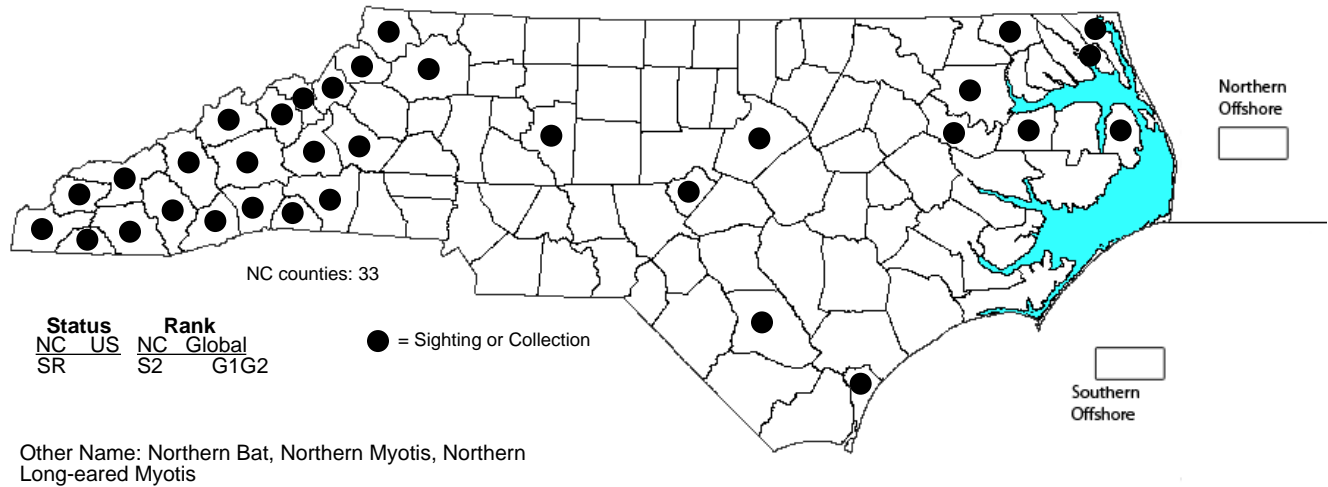 Northern
Offshore
NC counties: 33
Status Rank
NC US NC Global
SR S2 G1G2
= Sighting or Collection
Southern
Offshore
Other Name: Northern Bat, Northern Myotis, Northern
Long-eared Myotis